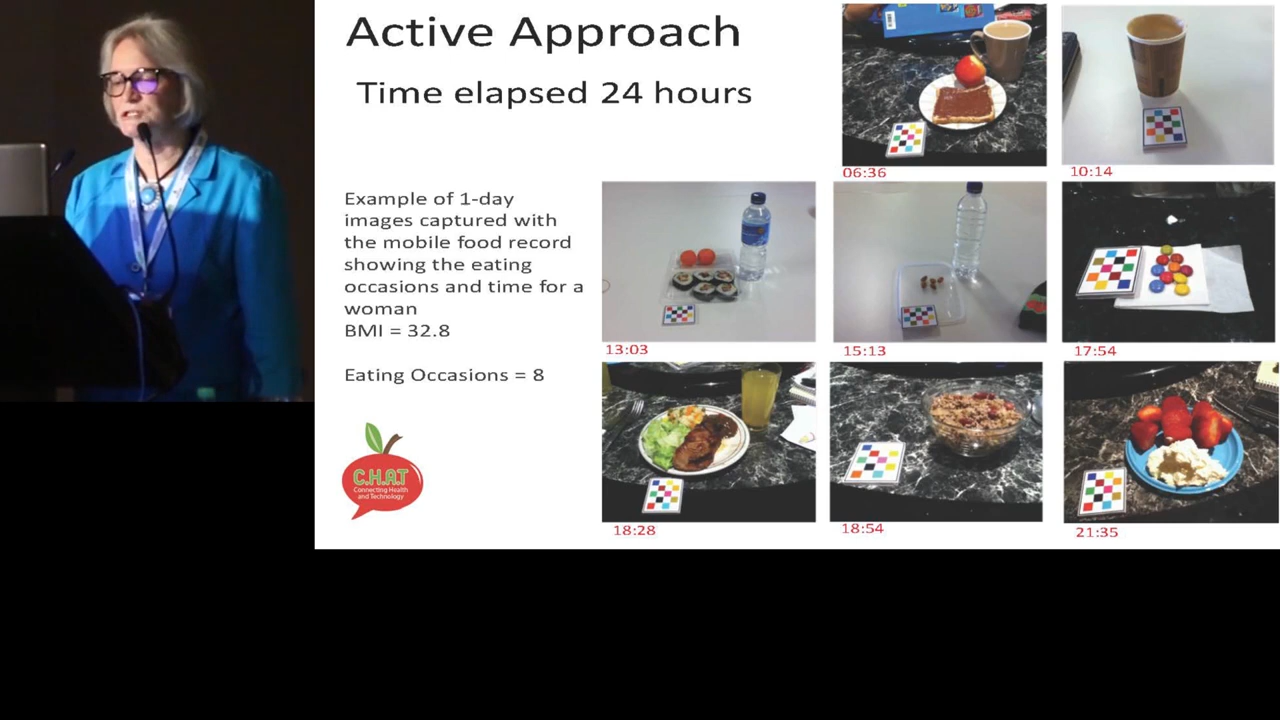 Active Approach
Time elapsed 24 hours
Example of 1-day
images captured with
the mobile food record
showing the eating
occasions and time for a
woman
BMI = 32.8
Eating Occasions = 8
C.H.A.T
Connecting Health
and Technology
06:36
10:14
13:03
15:13
17:54
18:28
18:54
21:35